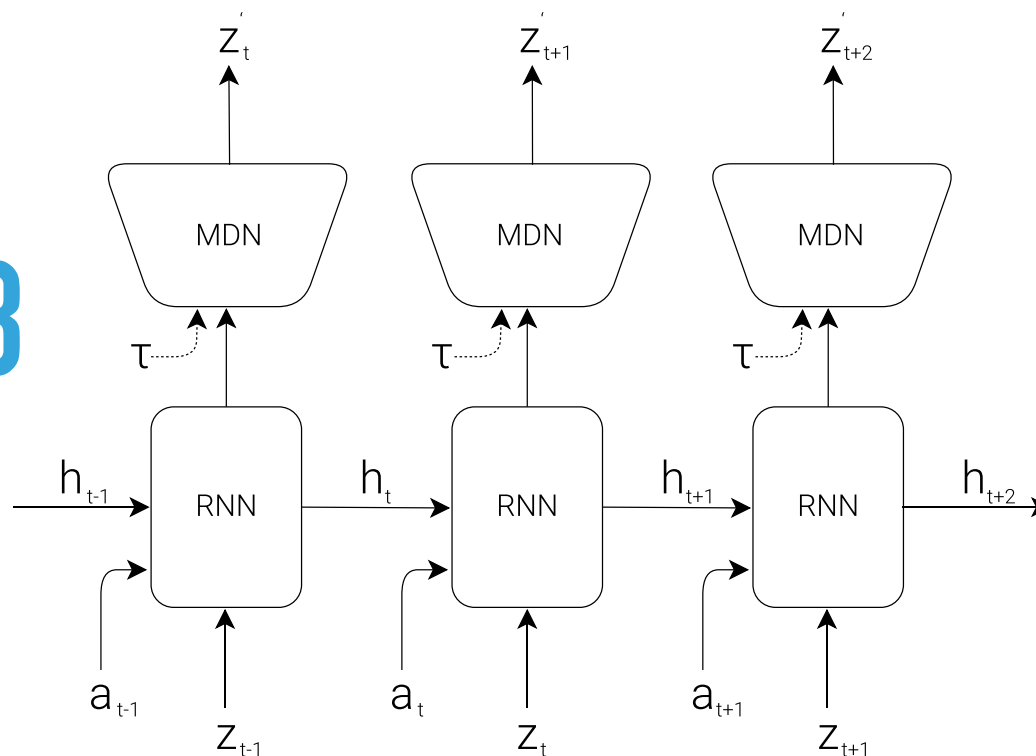 z't z't+1 z't+2
MDN MDN MDN
τ τ τ
ht-1 ht ht+1 ht+2
RNN RNN RNN
at-1 at at+1
zt-1 zt zt+1